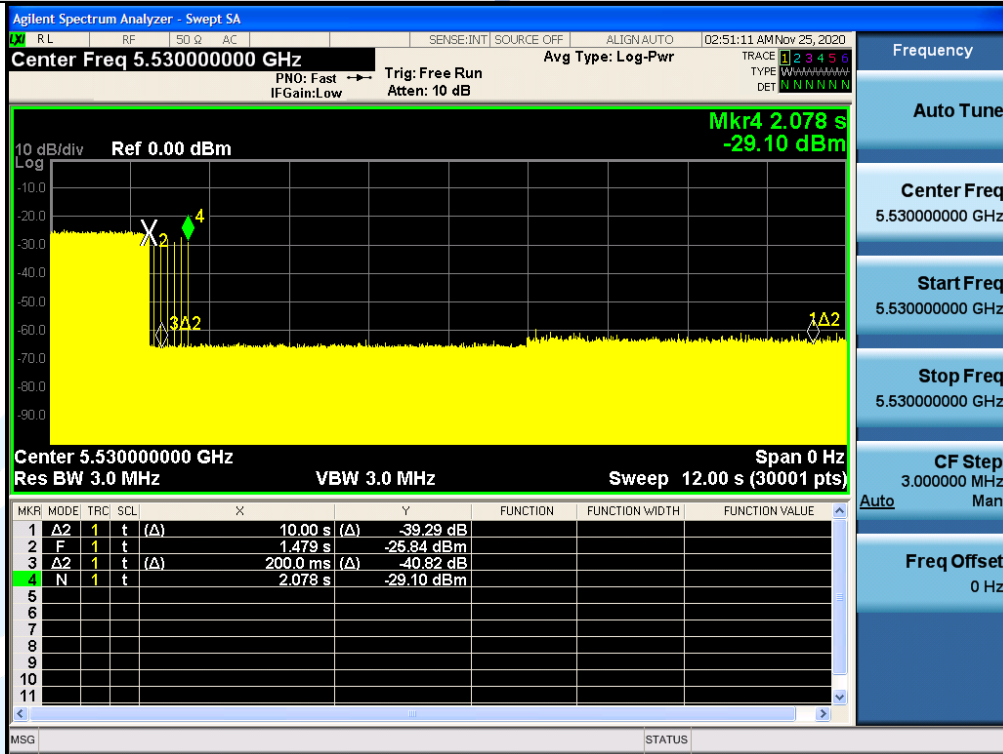 Agilent Spectrum Analyzer - Swept SA
LXI RL RF 50 Ω AC SENSE:INT SOURCE OFF ALIGN AUTO 02:51:11 AM Nov 25, 2020
Center Freq 5.530000000 GHz
Avg Type: Log-Pwr
TRACE 1 2 3 4 5 6
PNO: Fast
Trig: Free Run
TYPE WWWWWW
IFGain:Low
Atten: 10 dB
DET N N N N N N
Mkr4 2.078 s
-29.10 dBm
10 dB/div Ref 0.00 dBm
Log
-10.0
-20.0
-30.0
-40.0
-50.0
-60.0
-70.0
-80.0
-90.0
X
2
4
3Δ2
1Δ2
Center 5.530000000 GHz Span 0 Hz
Res BW 3.0 MHz VBW 3.0 MHz Sweep 12.00 s (30001 pts)
MKR MODE TRC SCL X Y FUNCTION FUNCTION WIDTH FUNCTION VALUE
1 Δ2 1 t (Δ) 10.00 s (Δ) -39.29 dB
2 F 1 t 1.479 s -25.84 dBm
3 Δ2 1 t (Δ) 200.0 ms (Δ) -40.82 dB
4 N 1 t 2.078 s -29.10 dBm
5
6
7
8
9
10
11
MSG STATUS
Frequency
Auto Tune
Center Freq
5.530000000 GHz
Start Freq
5.530000000 GHz
Stop Freq
5.530000000 GHz
CF Step
3.000000 MHz
Auto Man
Freq Offset
0 Hz